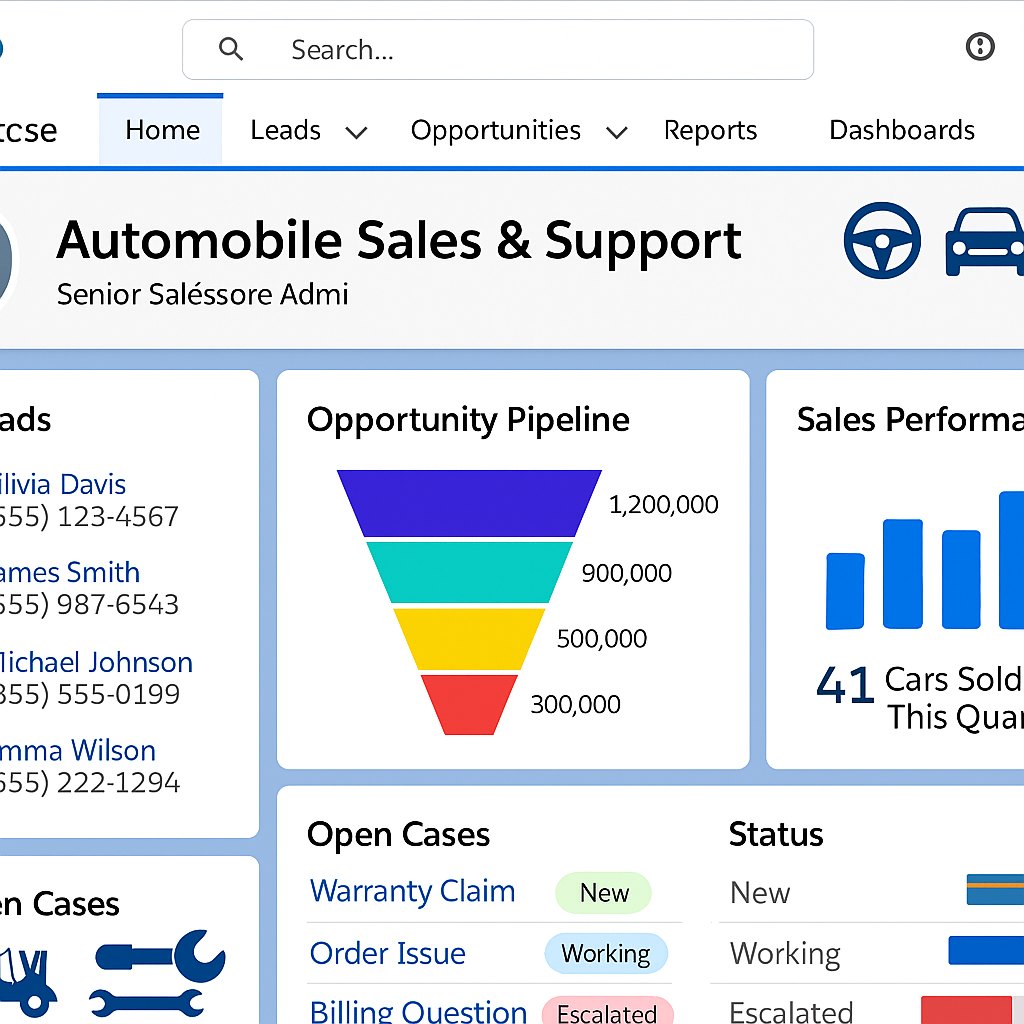 Search...
tcse Home Leads Opportunities Reports Dashboards
Automobile Sales & Support
Senior Saléssore Admi
ads
ilivia Davis
555) 123-4567
ames Smith
555) 987-6543
lichael Johnson
355) 555-0199
mma Wilson
555) 222-1294
en Cases
Opportunity Pipeline
1,200,000
900,000
500,000
300,000
Sales Performa
41 Cars Sold
This Quar
Open Cases
Warranty Claim New
Order Issue Working
Billing Question Escalated
Status
New
Working
Escalated